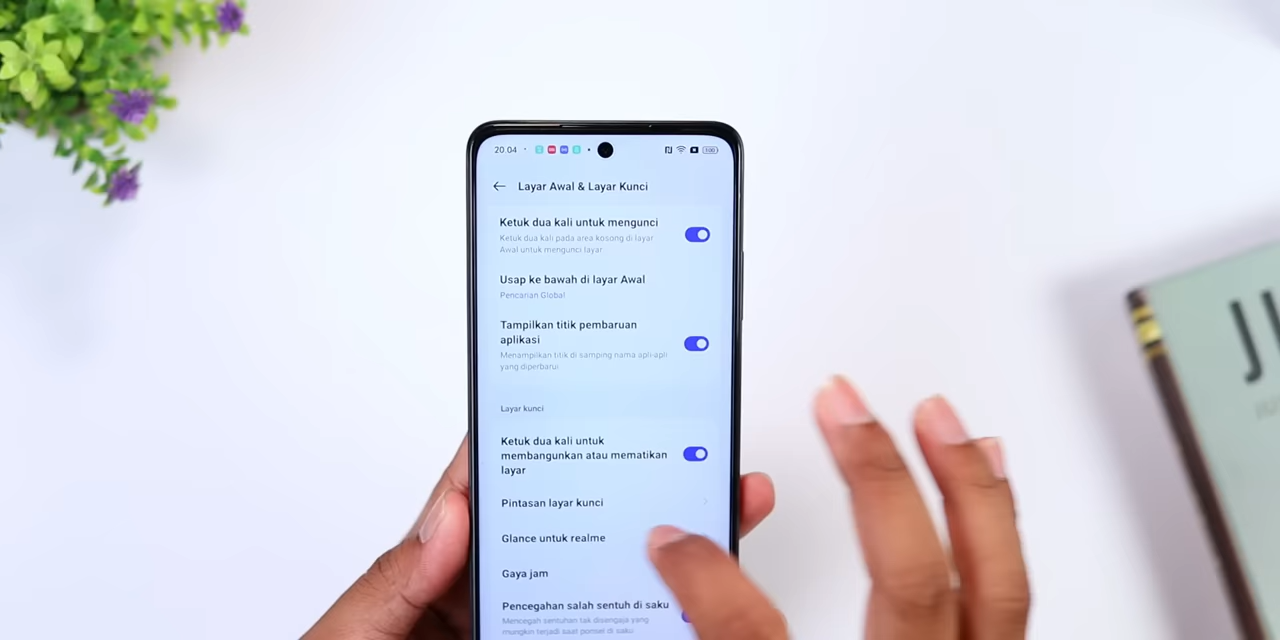 20.04
100
Layar Awal & Layar Kunci
Ketuk dua kali untuk mengunci
Ketuk dua kali pada area kosong di layar
Awal untuk mengunci layar
Usap ke bawah di layar Awal
Pencarian Global
Tampilkan titik pembaruan
aplikasi
Menampilkan titik di samping nama apli-apli
yang diperbarui
Layar kunci
Ketuk dua kali untuk
membangunkan atau mematikan
layar
Pintasan layar kunci
Glance untuk realme
Gaya jam
Pencegahan salah sentuh di saku
Mencegah sentuhan tak disengaja yang
mungkin terjadi saat ponsel di saku